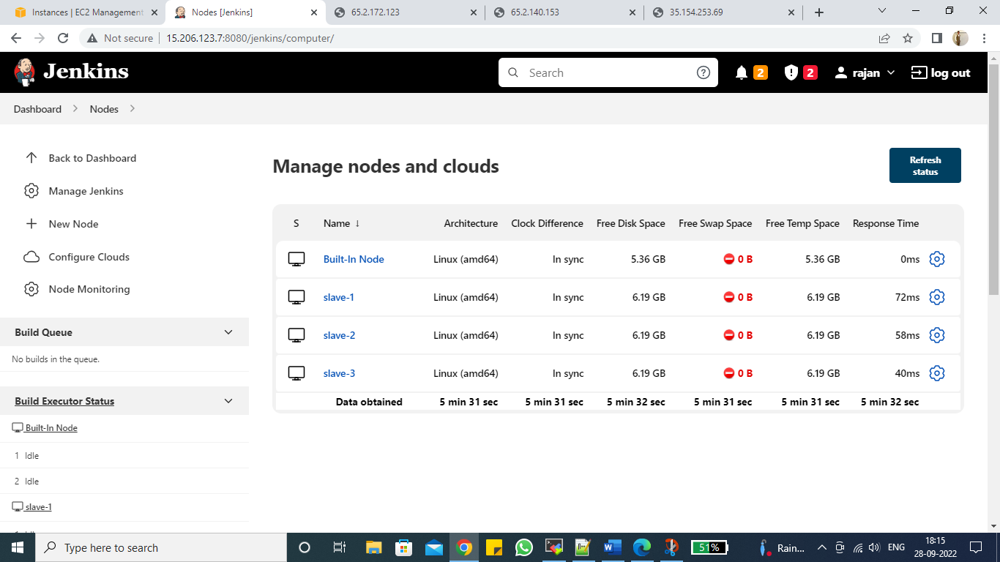 Instances | EC2 Management
Nodes [Jenkins]
65.2.172.123
65.2.140.153
35.154.253.69
Not secure
15.206.123.7:8080/jenkins/computer/
Jenkins
Search
2
2
rajan
log out
Dashboard
Nodes
Back to Dashboard
Manage Jenkins
New Node
Configure Clouds
Node Monitoring
Build Queue
No builds in the queue.
Build Executor Status
Built-In Node
1 Idle
2 Idle
slave-1
Manage nodes and clouds
Refresh
status
S Name ↓ Architecture Clock Difference Free Disk Space Free Swap Space Free Temp Space Response Time
Built-In Node Linux (amd64) In sync 5.36 GB 0 B 5.36 GB 0ms
slave-1 Linux (amd64) In sync 6.19 GB 0 B 6.19 GB 72ms
slave-2 Linux (amd64) In sync 6.19 GB 0 B 6.19 GB 58ms
slave-3 Linux (amd64) In sync 6.19 GB 0 B 6.19 GB 40ms
Data obtained 5 min 31 sec 5 min 31 sec 5 min 32 sec 5 min 31 sec 5 min 31 sec 5 min 32 sec
Type here to search
51%
Rain...
ENG
18:15
28-09-2022